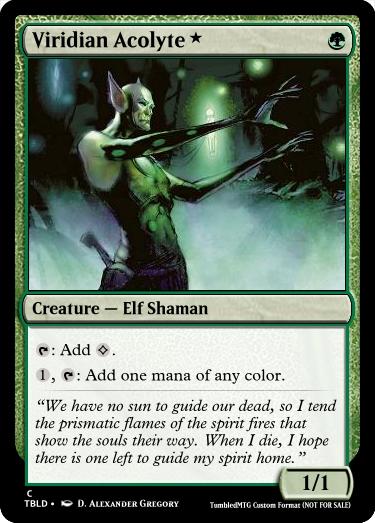 Viridian Acolyte ★
Creature — Elf Shaman
: Add .
1, : Add one mana of any color.
“We have no sun to guide our dead, so I tend
the prismatic flames of the spirit fires that
show the souls their way. When I die, I hope
there is one left to guide my spirit home.”
1/1
C
TBLD • D. Alexander Gregory
TumbledMTG Custom Format (NOT FOR SALE)